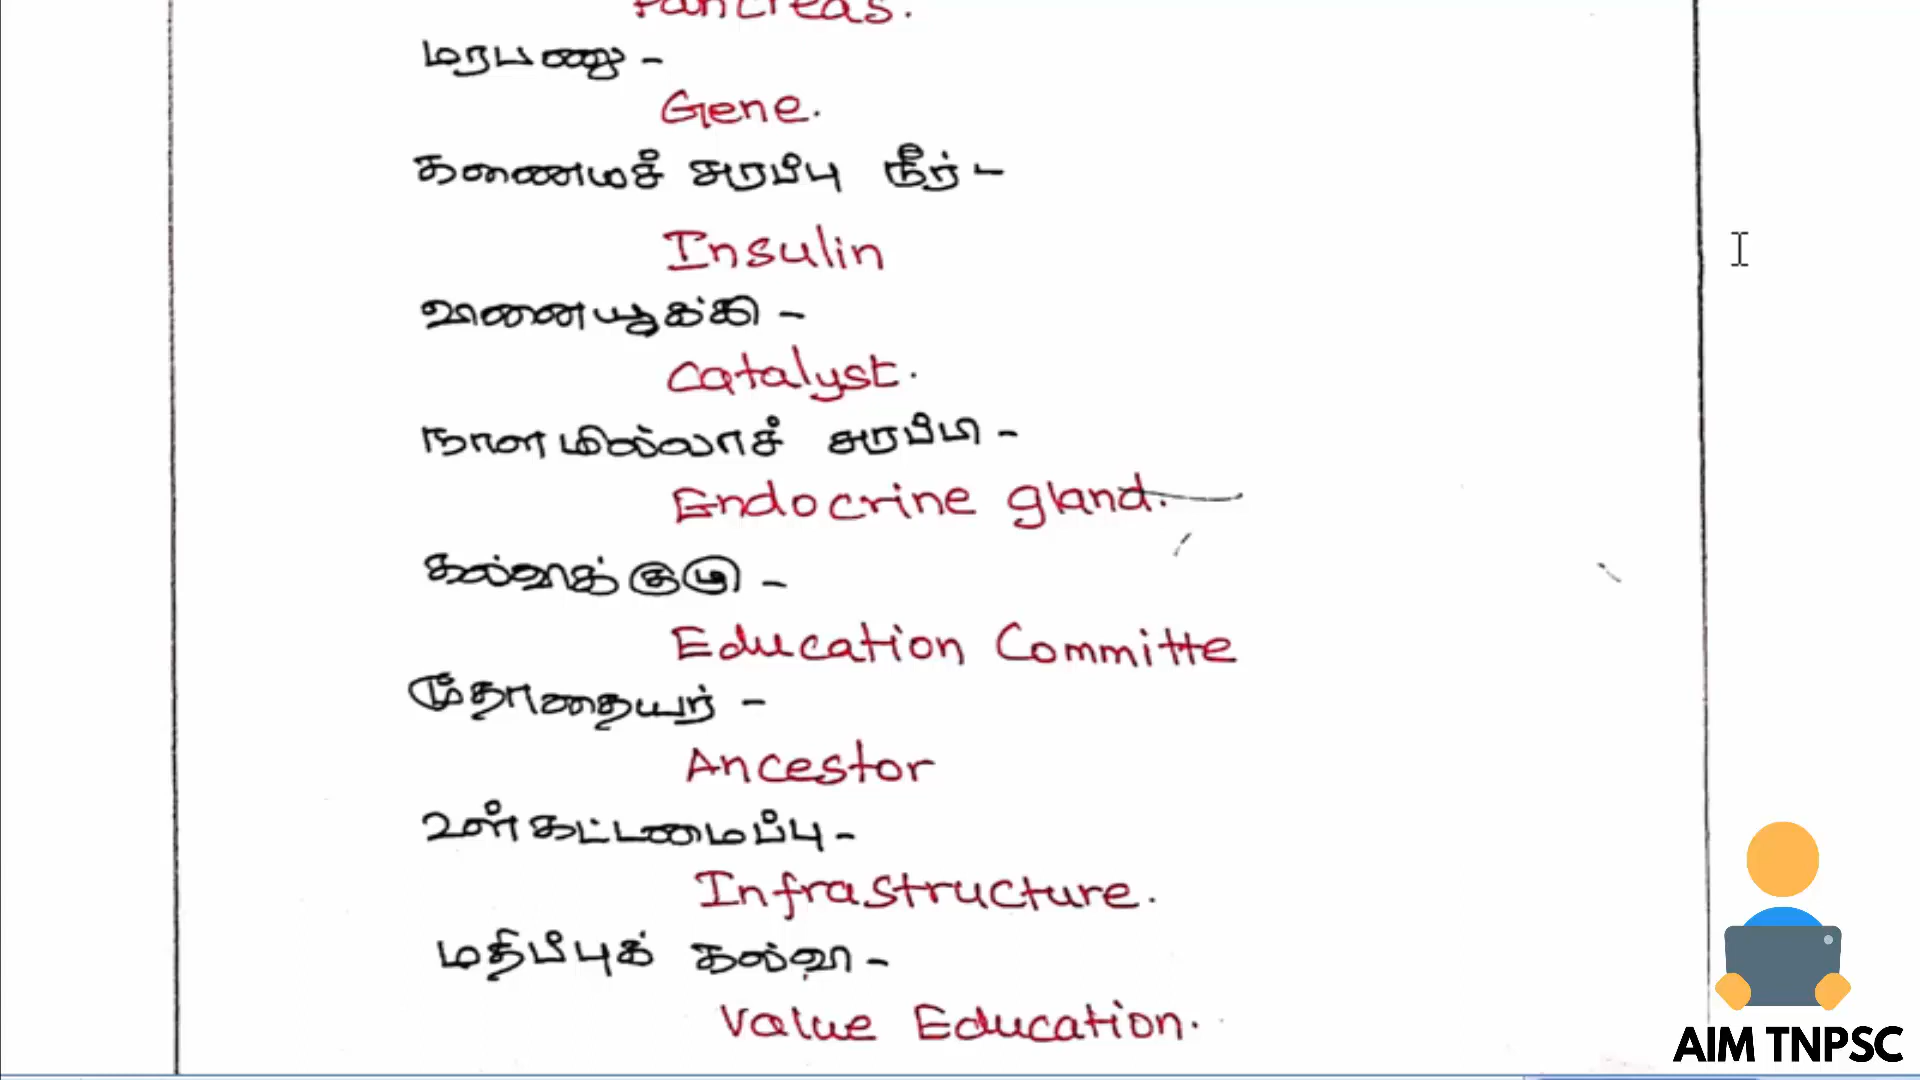 Pancreas.
மரபணு -
Gene.
கணையச் சுரப்பு நீர் -
Insulin
வினையூக்கி -
Catalyst.
நாளமில்லாச் சுரப்பி -
Endocrine gland.
கல்விக் குழு -
Education Committe
மூதாதையர் -
Ancestor
உள்கட்டமைப்பு -
Infrastructure.
மதிப்புக் கல்வி -
Value Education.
AIM TNPSC